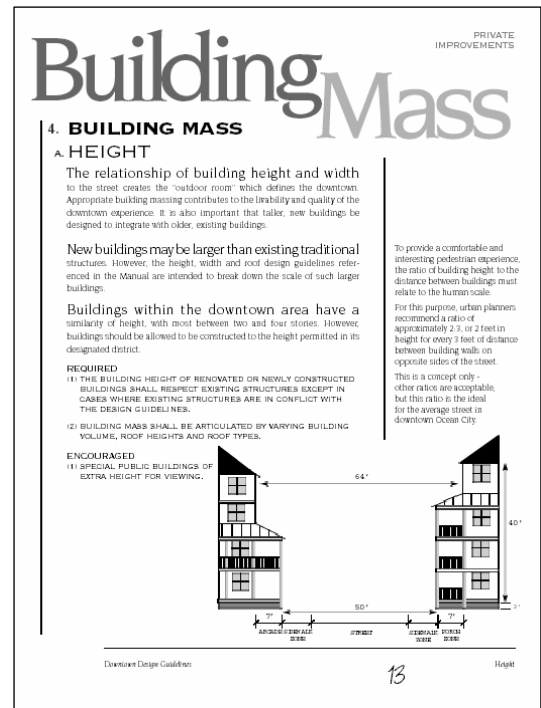 PRIVATE
IMPROVEMENTS
Building
Mass
4. BUILDING MASS
A. HEIGHT
The relationship of building height and width
to the street creates the "outdoor room" which defines the downtown.
Appropriate building massing contributes to the livability and quality of the
downtown experience. It is also important that taller, new buildings be
designed to integrate with older, existing buildings.
New buildings may be larger than existing traditional
structures. However, the height, width and roof design guidelines refer-
enced in the Manual are intended to break down the scale of such larger
buildings.
Buildings within the downtown area have a
similarity of height, with most between two and four stories. However,
buildings should be allowed to be constructed to the height permitted in its
designated district.
REQUIRED
(1) THE BUILDING HEIGHT OF RENOVATED OR NEWLY CONSTRUCTED
BUILDINGS SHALL RESPECT EXISTING STRUCTURES EXCEPT IN
CASES WHERE EXISTING STRUCTURES ARE IN CONFLICT WITH
THE DESIGN GUIDELINES.
(2) BUILDING MASS SHALL BE ARTICULATED BY VARYING BUILDING
VOLUME, ROOF HEIGHTS AND ROOF TYPES.
ENCOURAGED
(1) SPECIAL PUBLIC BUILDINGS OF
EXTRA HEIGHT FOR VIEWING.
To provide a comfortable and
interesting pedestrian experience,
the ratio of building height to the
distance between buildings must
relate to the human scale.
For this purpose, urban planners
recommend a ratio of
approximately 2:3, or 2 feet in
height for every 3 feet of distance
between building walls on
opposite sides of the street.
This is a concept only -
other ratios are acceptable,
but this ratio is the ideal
for the average street in
downtown Ocean City.
64'
40'
50'
3'
7'
7'
ARCADE SIDEWALK ZONE
STREET
SIDEWALK ZONE
PORCH ZONE
Downtown Design Guidelines
13
Height